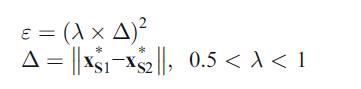 ε = (λ × Δ)²
Δ = ||x*S1−x*S2||, 0.5 < λ < 1